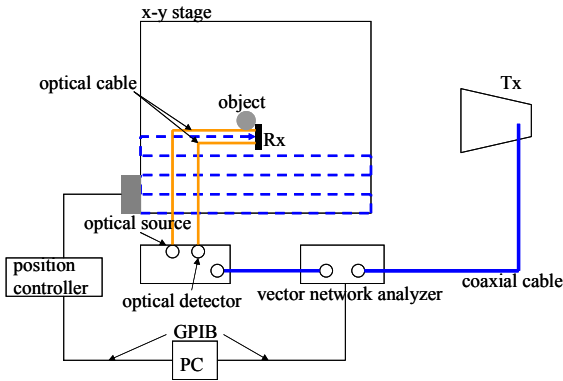 x-y stage
optical cable
object
Tx
Rx
optical source
position
controller
optical detector
vector network analyzer
coaxial cable
GPIB
PC